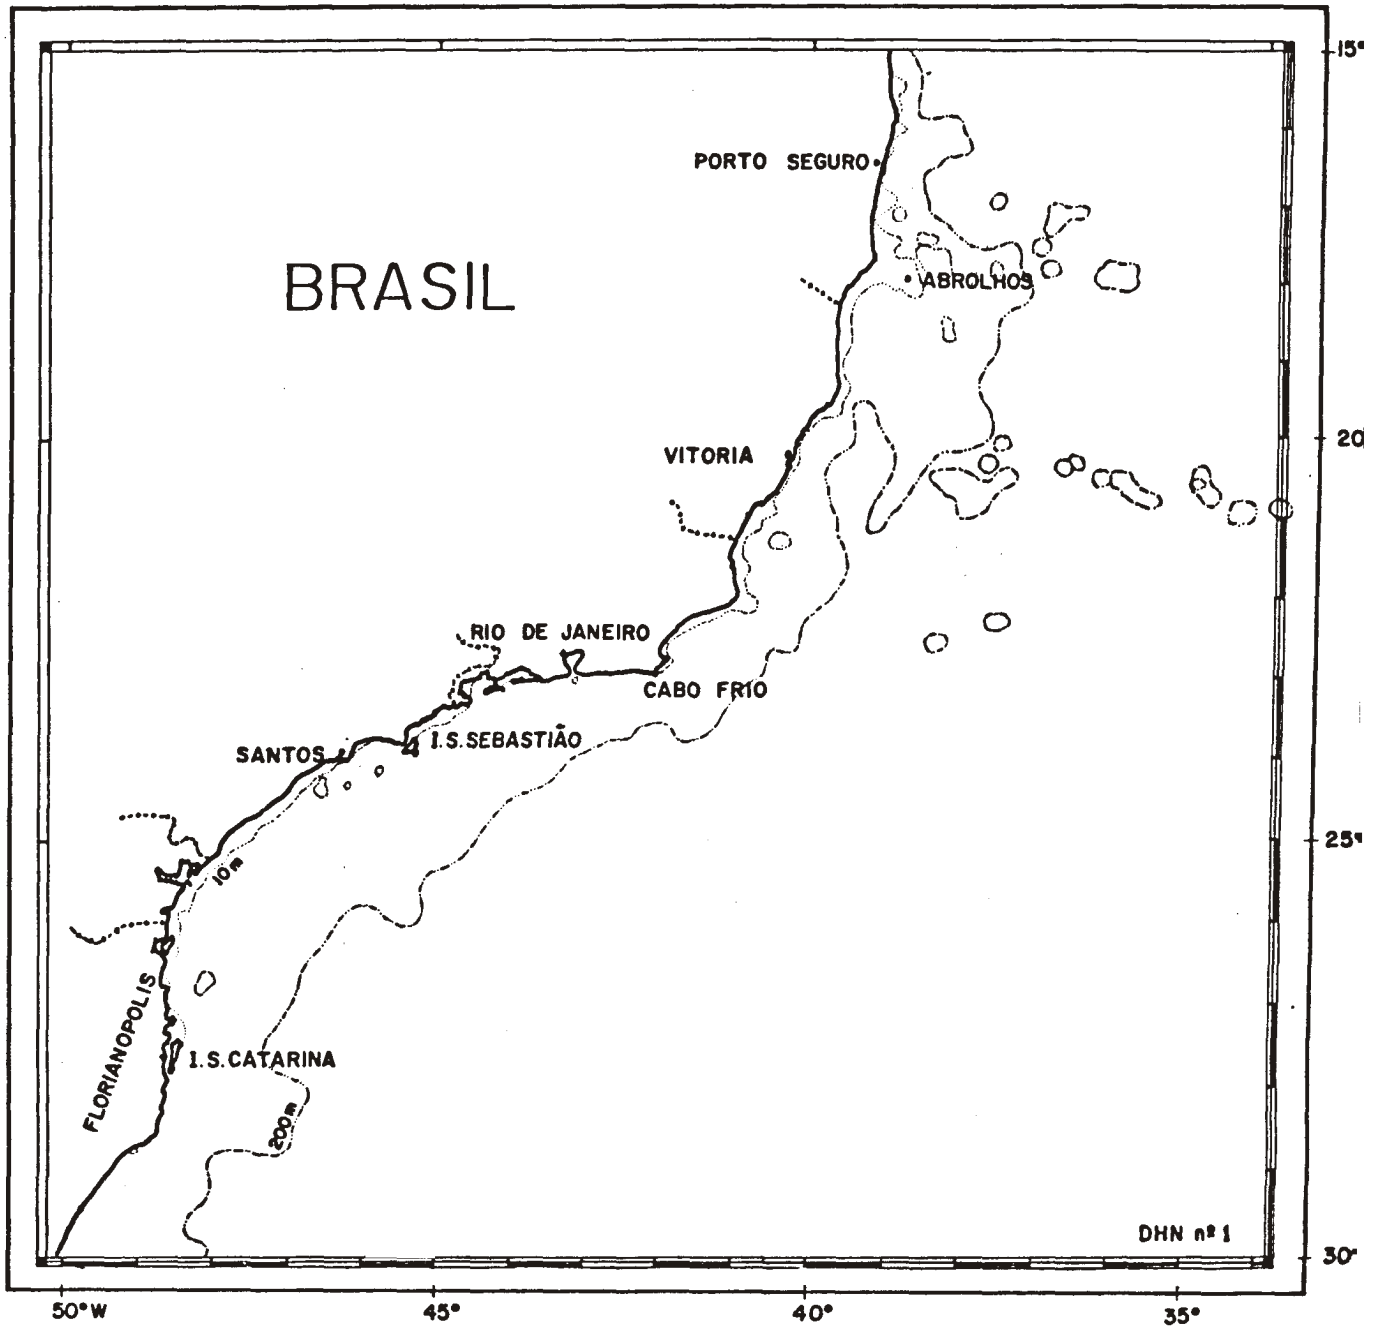 15°
PORTO SEGURO
BRASIL
ABROLHOS
20
VITORIA
RIO DE JANEIRO
CABO FRIO
I.S.SEBASTIÃO
SANTOS
25°
10m
FLORIANOPOLIS
I.S.CATARINA
200m
DHN nº 1
30°
50°W
45°
40°
35°